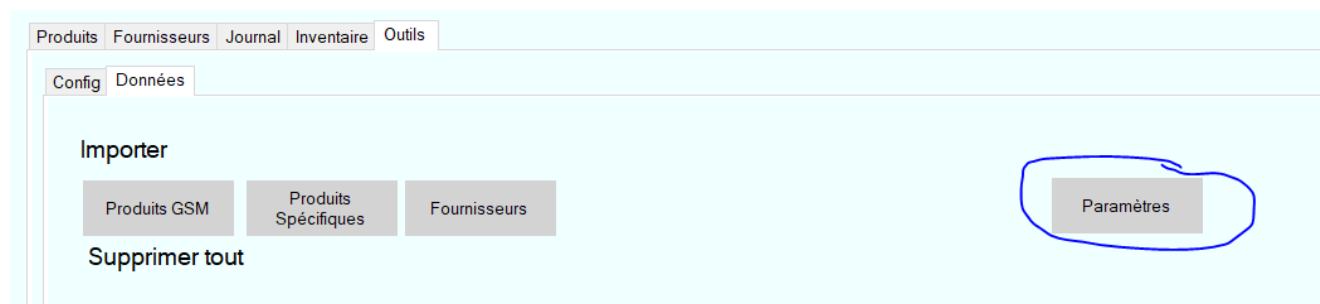 Produits Fournisseurs Journal Inventaire Outils
Config Données
Importer
Produits GSM
Produits
Spécifiques
Fournisseurs
Paramètres
Supprimer tout